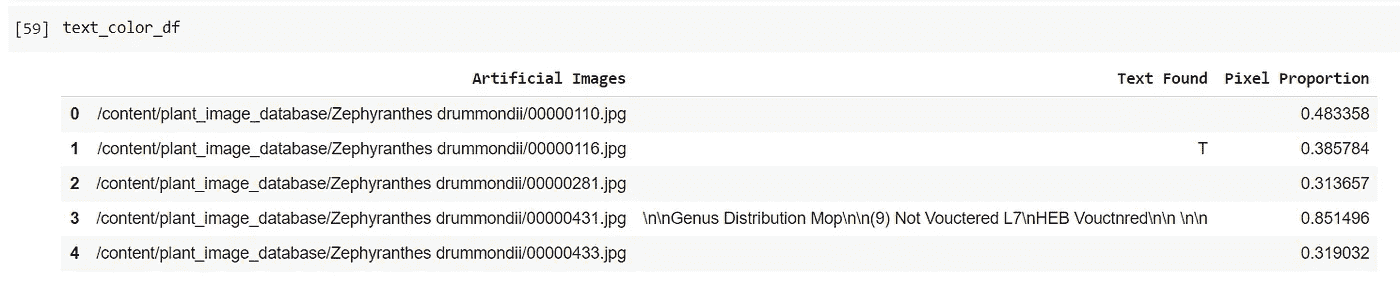 [59] text_color_df
Artificial Images Text Found Pixel Proportion
0 /content/plant_image_database/Zephyranthes drummondii/00000110.jpg 0.483358
1 /content/plant_image_database/Zephyranthes drummondii/00000116.jpg T 0.385784
2 /content/plant_image_database/Zephyranthes drummondii/00000281.jpg 0.313657
3 /content/plant_image_database/Zephyranthes drummondii/00000431.jpg \n\nGenus Distribution Mop\n\n(9) Not Vouctered L7\nHEB Vouctnred\n\n \n\n 0.851496
4 /content/plant_image_database/Zephyranthes drummondii/00000433.jpg 0.319032